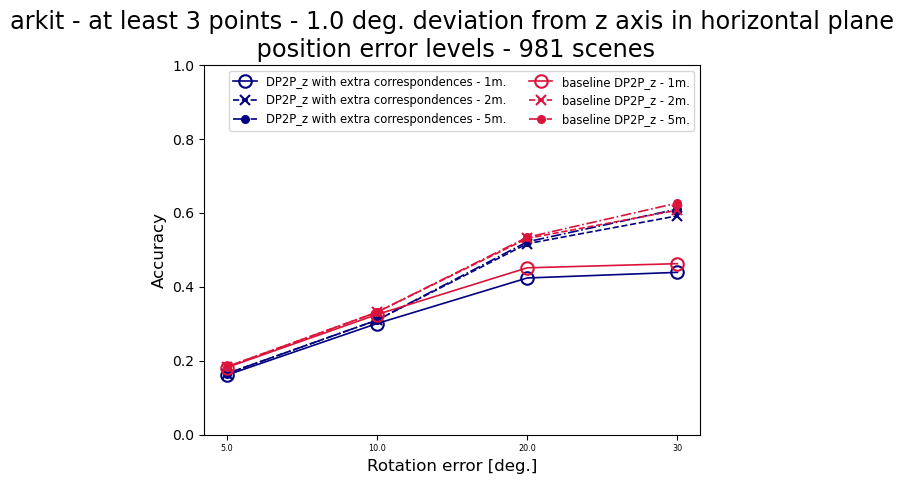 arkit - at least 3 points - 1.0 deg. deviation from z axis in horizontal plane
position error levels - 981 scenes
DP2P_z with extra correspondences - 1m.
DP2P_z with extra correspondences - 2m.
DP2P_z with extra correspondences - 5m.
baseline DP2P_z - 1m.
baseline DP2P_z - 2m.
baseline DP2P_z - 5m.
Accuracy
1.0
0.8
0.6
0.4
0.2
0.0
5.0
10.0
20.0
30
Rotation error [deg.]